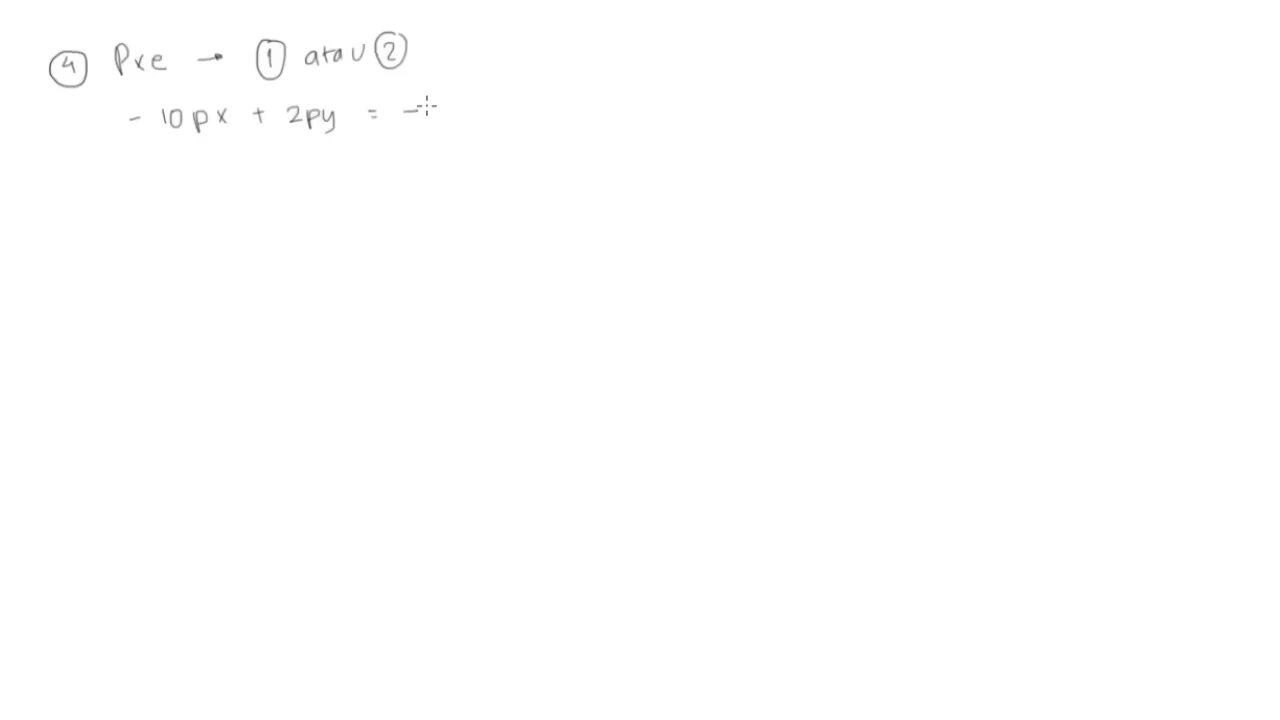 ④ Pxe → ① atau ②
- 10px + 2py = -